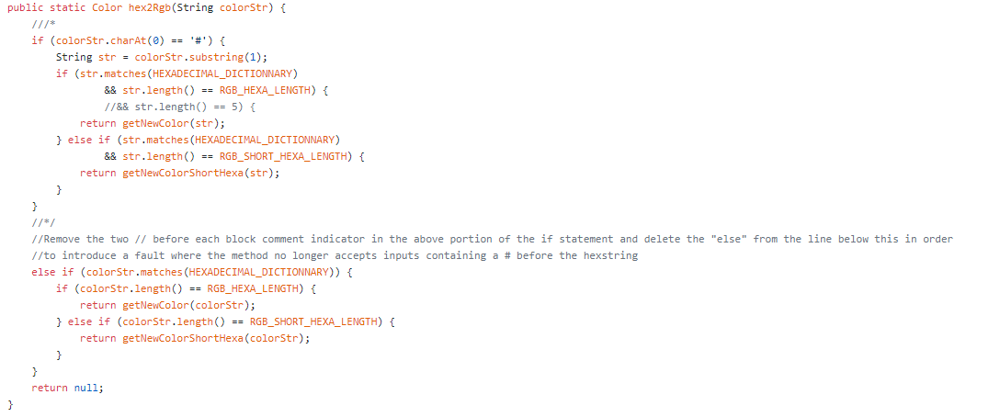 public static Color hex2Rgb(String colorStr) {
    ///*
    if (colorStr.charAt(0) == '#') {
        String str = colorStr.substring(1);
        if (str.matches(HEXADECIMAL_DICTIONNARY)
                && str.length() == RGB_HEXA_LENGTH) {
                //&& str.length() == 5) {
            return getNewColor(str);
        } else if (str.matches(HEXADECIMAL_DICTIONNARY)
                && str.length() == RGB_SHORT_HEXA_LENGTH) {
            return getNewColorShortHexa(str);
        }
    }
    //*/
    //Remove the two // before each block comment indicator in the above portion of the if statement and delete the "else" from the line below this in order
    //to introduce a fault where the method no longer accepts inputs containing a # before the hexstring
    else if (colorStr.matches(HEXADECIMAL_DICTIONNARY)) {
        if (colorStr.length() == RGB_HEXA_LENGTH) {
            return getNewColor(colorStr);
        } else if (colorStr.length() == RGB_SHORT_HEXA_LENGTH) {
            return getNewColorShortHexa(colorStr);
        }
    }
    return null;
}